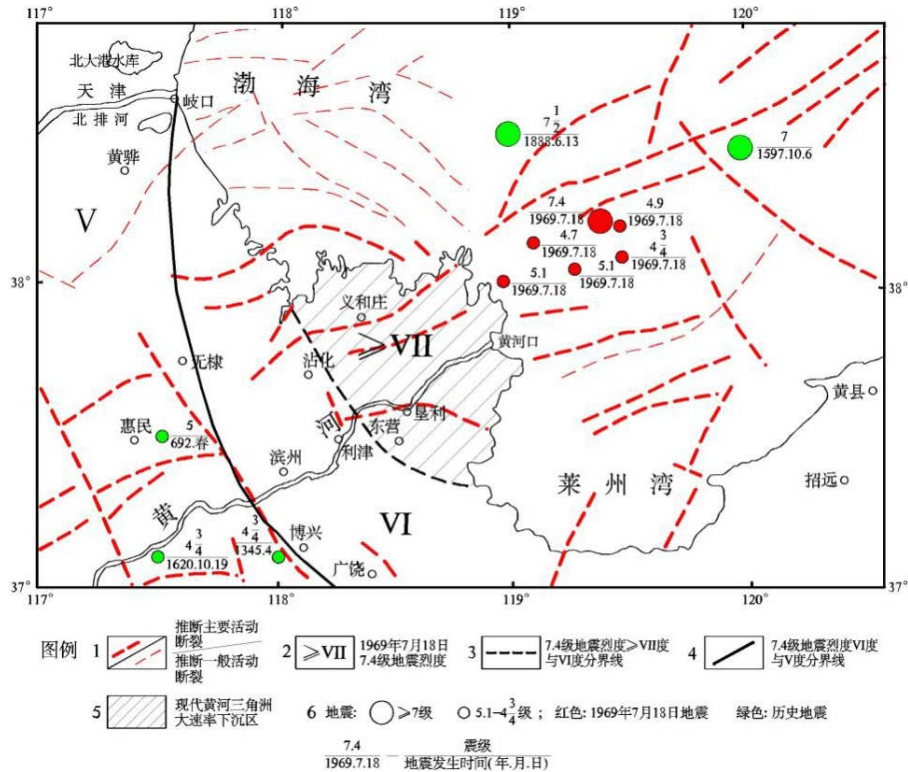 117°
118°
119°
120°
北大港水库
天 津
岐口
北 排 河
黄骅
渤 海 湾
7 1/2
1888.6.13
7
1597.10.6
V
7.4
1969.7.18
4.9
1969.7.18
4.7
1969.7.18
4 3/4
1969.7.18
5.1
1969.7.18
5.1
1969.7.18
38°
38°
义和庄
⩾VII
黄河口
无棣
沾化
黄县
惠民
5
692.春
河
东营
垦利
利津
滨州
莱 州 湾
招远
黄
VI
4 3/4
1620.10.19
4 3/4
1345.4
博兴
广饶
37°
37°
117°
118°
119°
120°
图例
1
推断主要活动
断裂
推断一般活动
断裂
2
⩾VII
1969年7月18日
7.4级地震烈度
3
7.4级地震烈度⩾VII度
与VI度分界线
4
7.4级地震烈度VI度
与V度分界线
5
现代黄河三角洲
大速率下沉区
6 地震: ⩾7级 5.1–4 3/4 级 ; 红色: 1969年7月18日地震 绿色: 历史地震
7.4
1969.7.18
—
震级
地震发生时间(年.月.日)